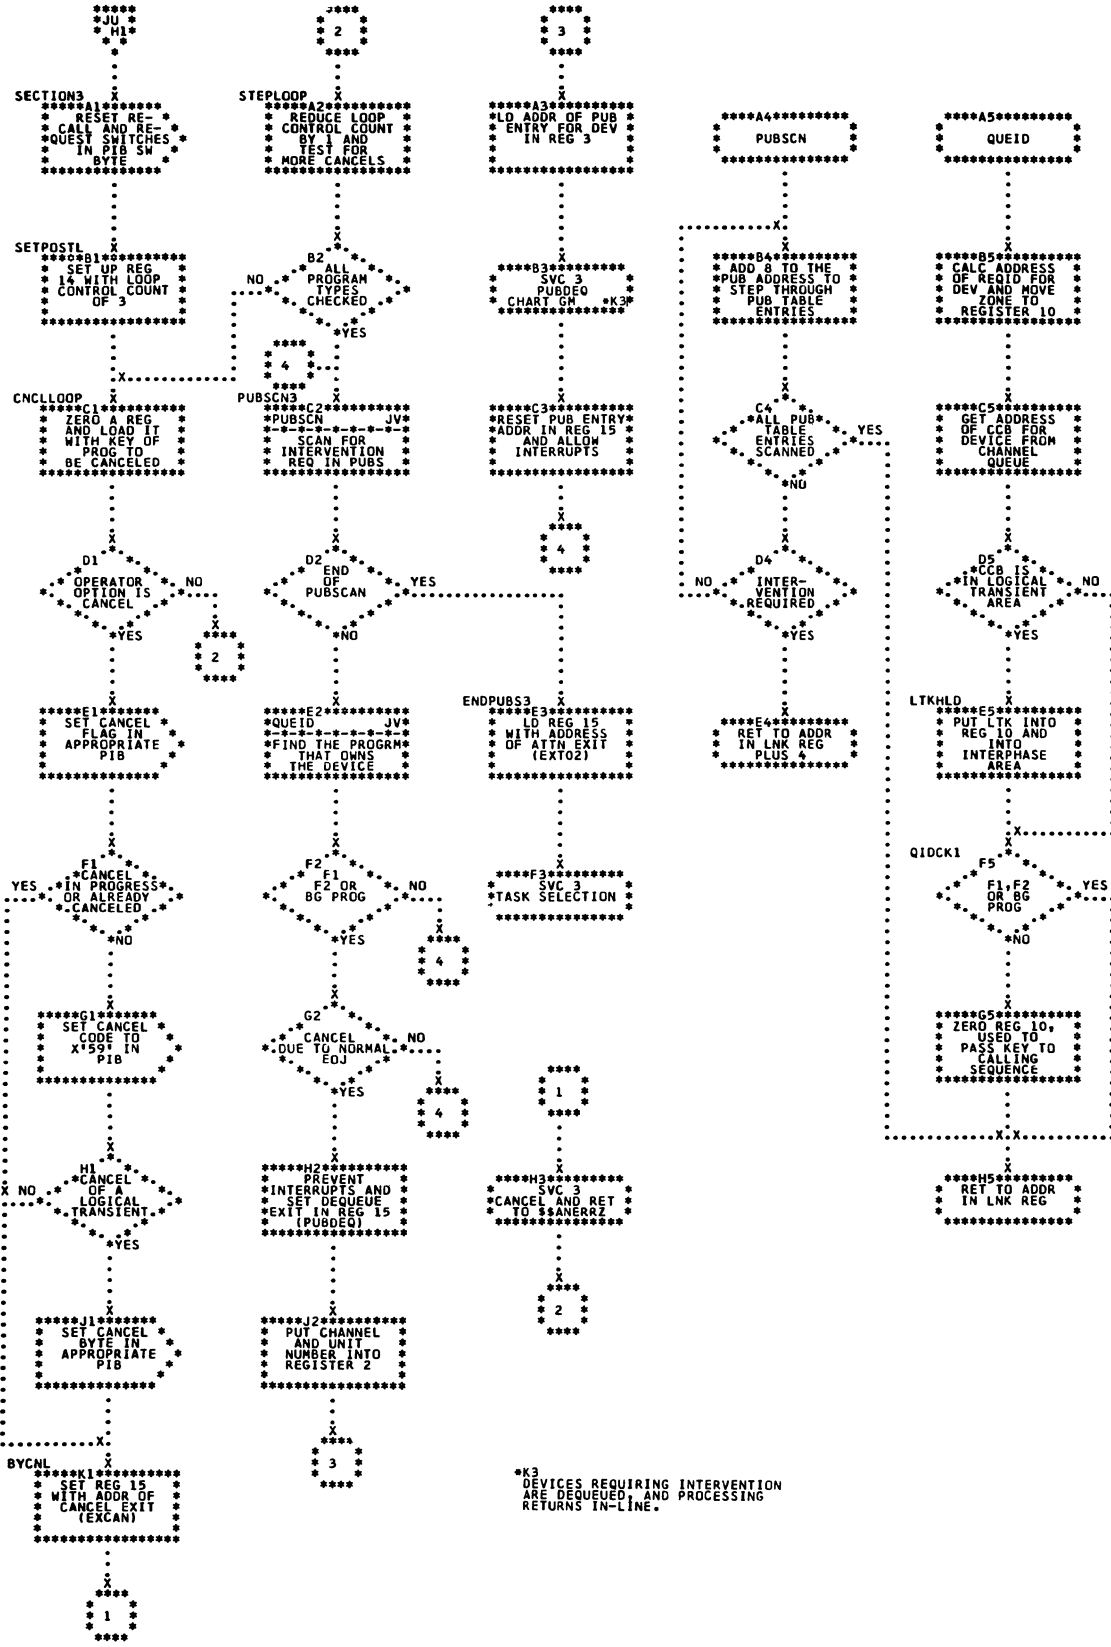 JU
H1
SECTION3
A1
RESET RE-
CALL AND RE-
QUEST SWITCHES
IN PIB SW
BYTE
SETPOSTL
B1
SET UP REG
14 WITH LOOP
CONTROL COUNT
OF 3
CNCLLOOP
C1
ZERO A REG
AND LOAD IT
WITH KEY OF
PROG TO
BE CANCELED
D1
OPERATOR
OPTION IS
CANCEL
NO
YES
2
E1
SET CANCEL
FLAG IN
APPROPRIATE
PIB
F1
CANCEL
IN PROGRESS
OR ALREADY
CANCELED
YES
NO
G1
SET CANCEL
CODE TO
X'59' IN
PIB
H1
CANCEL
OF A
LOGICAL
TRANSIENT
NO
YES
J1
SET CANCEL
BYTE IN
APPROPRIATE
PIB
BYCNL
K1
SET REG 15
WITH ADDR OF
CANCEL EXIT
(EXCAN)
1
2
STEPLOOP
A2
REDUCE LOOP
CONTROL COUNT
BY 1 AND
TEST FOR
MORE CANCELS
B2
ALL
PROGRAM
TYPES
CHECKED
NO
YES
4
PUBSCN3
C2
*PUBSCN JV*
SCAN FOR
INTERVENTION
REQ IN PUBS
D2
END
OF
PUBSCAN
YES
NO
E2
*QUEID JV*
FIND THE PROGRM
THAT OWNS
THE DEVICE
F2
F1
F2 OR
BG PROG
NO
YES
4
G2
CANCEL
DUE TO NORMAL
EOJ
NO
YES
4
H2
PREVENT
INTERRUPTS AND
SET DEQUEUE
EXIT IN REG 15
(PUBDEQ)
J2
PUT CHANNEL
AND UNIT
NUMBER INTO
REGISTER 2
3
3
A3
LD ADDR OF PUB
ENTRY FOR DEV
IN REG 3
B3
SVC 3
PUBDEQ
CHART GM *K3
C3
RESET PUB ENTRY
ADDR IN REG 15
AND ALLOW
INTERRUPTS
4
ENDPUBS3
E3
LD REG 15
WITH ADDRESS
OF ATTN EXIT
(EXT02)
F3
SVC 3
TASK SELECTION
1
H3
SVC 3
CANCEL AND RET
TO $$ANERRZ
2
*K3
DEVICES REQUIRING INTERVENTION
ARE DEQUEUED, AND PROCESSING
RETURNS IN-LINE.
A4
PUBSCN
B4
ADD 8 TO THE
PUB ADDRESS TO
STEP THROUGH
PUB TABLE
ENTRIES
C4
ALL PUB
TABLE
ENTRIES
SCANNED
YES
NO
D4
INTER-
VENTION
REQUIRED
NO
YES
E4
RET TO ADDR
IN LNK REG
PLUS 4
A5
QUEID
B5
CALC ADDRESS
OF REQID FOR
DEV AND MOVE
ZONE TO
REGISTER 10
C5
GET ADDRESS
OF CCB FOR
DEVICE FROM
CHANNEL
QUEUE
D5
CCB IS
IN LOGICAL
TRANSIENT
AREA
NO
YES
LTKHLD
E5
PUT LTK INTO
REG 10 AND
INTO
INTERPHASE
AREA
QIDCK1
F5
F1,F2
OR BG
PROG
YES
NO
G5
ZERO REG 10,
USED TO
PASS KEY TO
CALLING
SEQUENCE
H5
RET TO ADDR
IN LNK REG